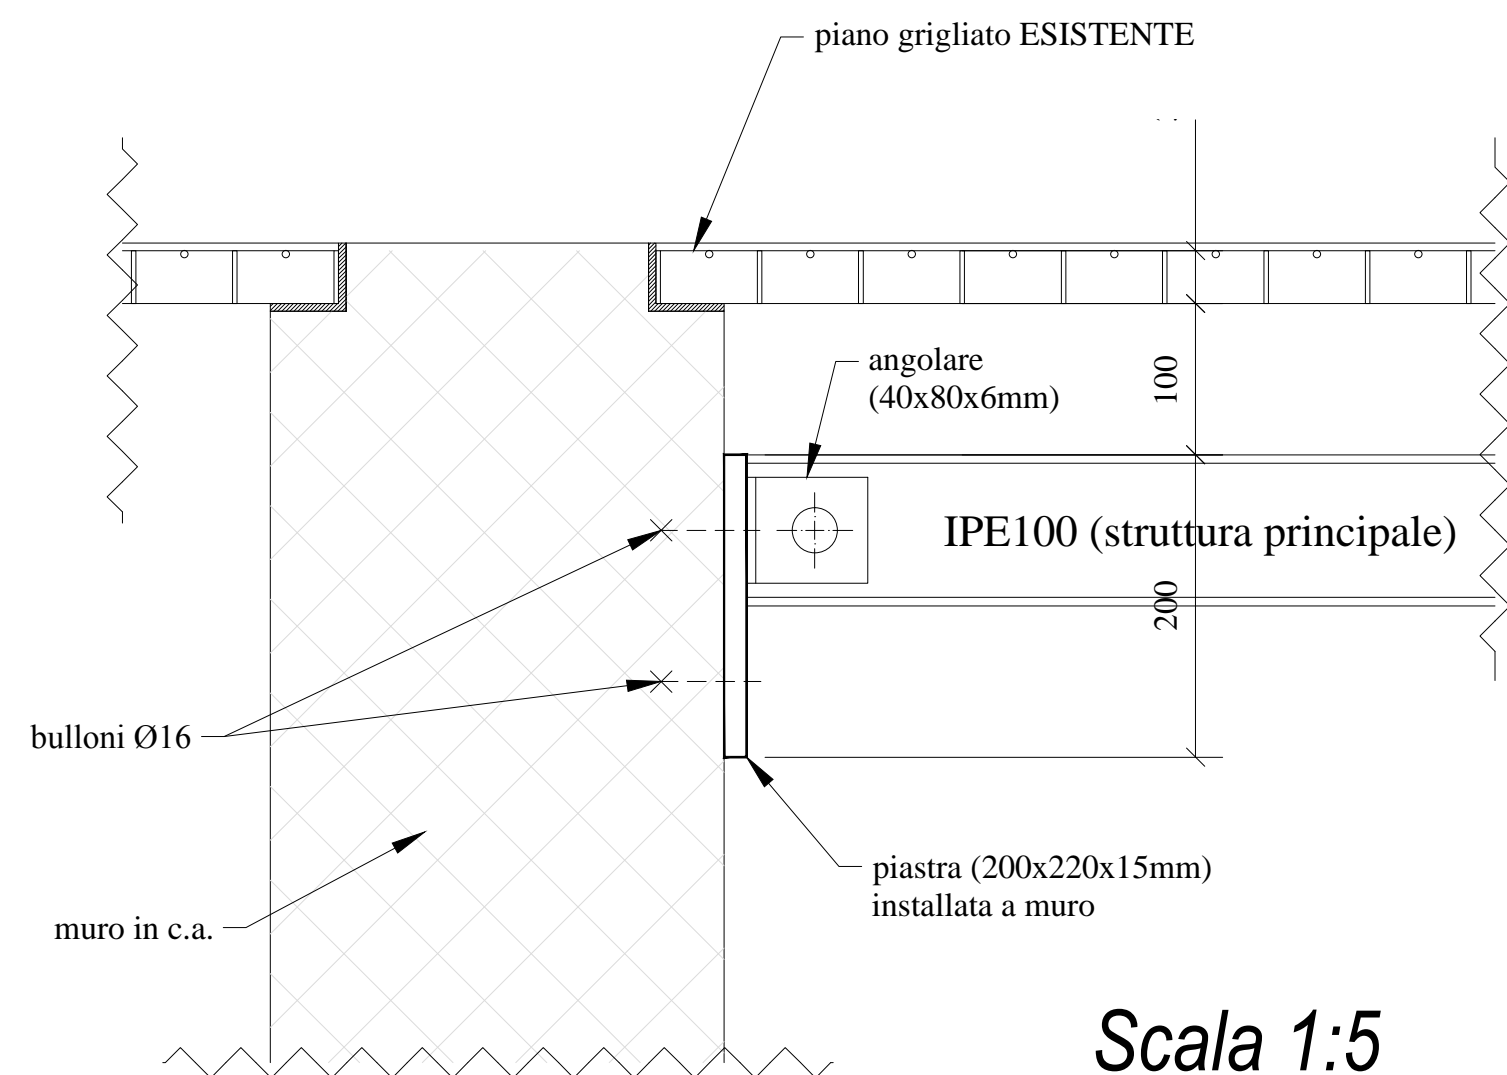 piano grigliato ESISTENTE
angolare
(40x80x6mm)
100
IPE100 (struttura principale)
200
bulloni Ø16
piastra (200x220x15mm)
installata a muro
muro in c.a.
Scala 1:5